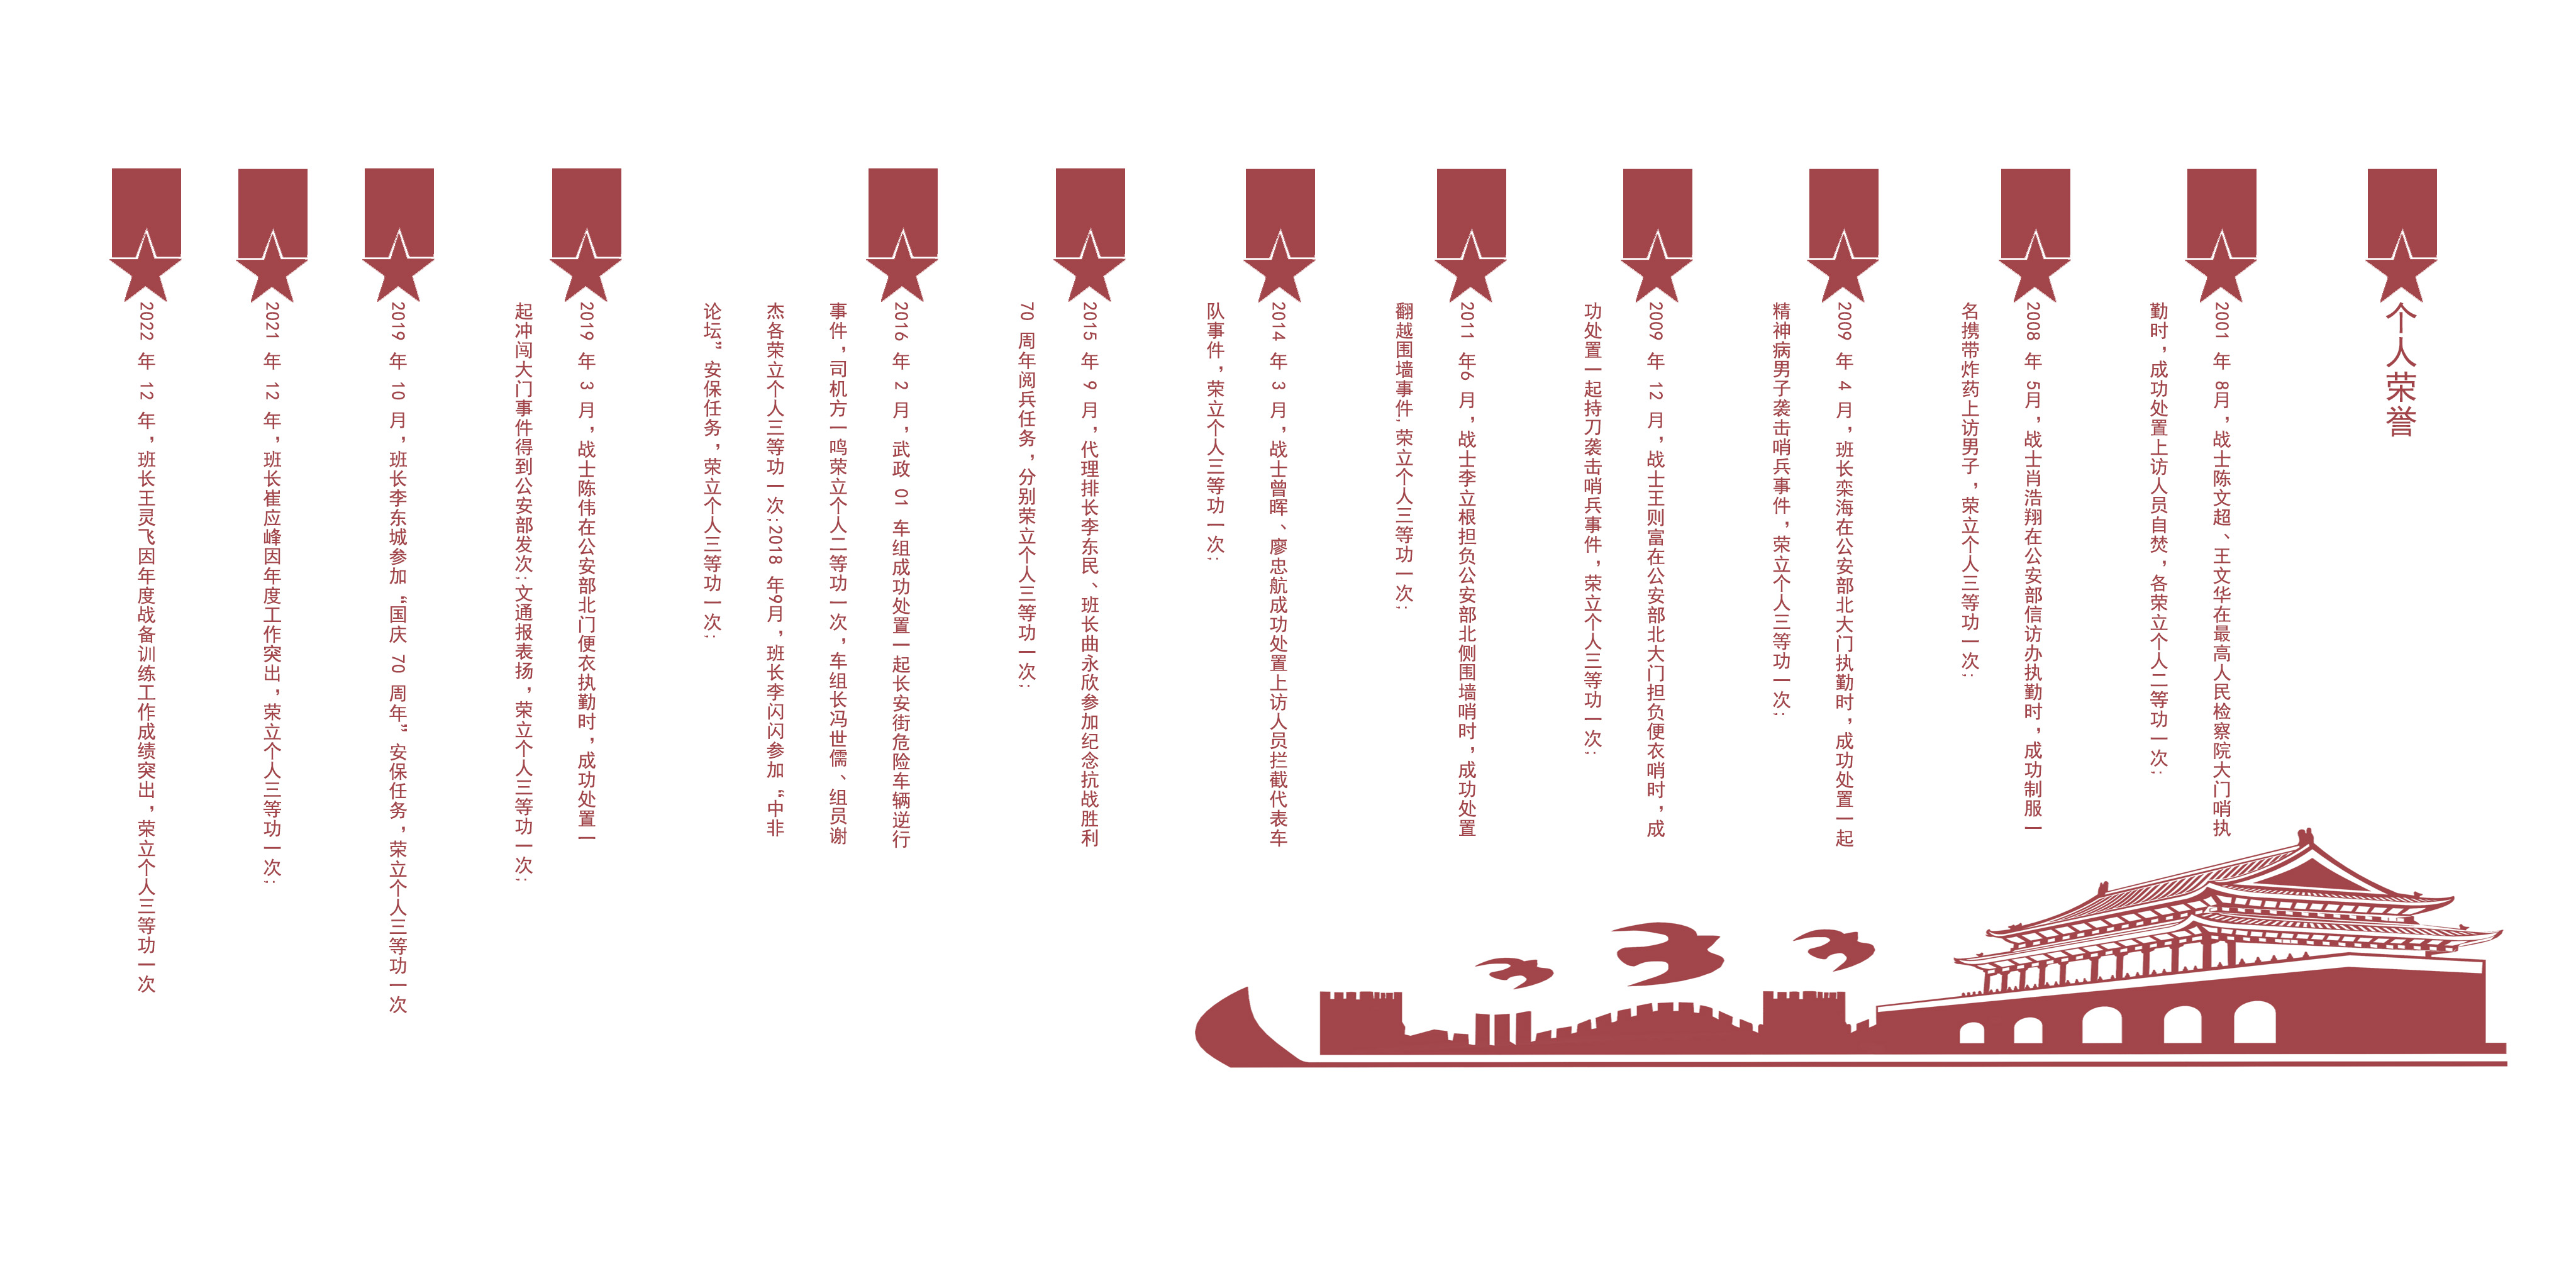 个人荣誉
2001 年 8月，战士陈文超、王文华在最高人民检察院大门哨执
勤时，成功处置上访人员自焚，各荣立个人二等功一次；
2008 年 5月，战士肖浩翔在公安部信访办执勤时，成功制服一
名携带炸药上访男子，荣立个人三等功一次；
2009 年 4 月，班长栾海在公安部北大门执勤时，成功处置一起
精神病男子袭击哨兵事件，荣立个人三等功一次；
2009 年 12 月，战士王则富在公安部北大门担负便衣哨时，成
功处置一起持刀袭击哨兵事件，荣立个人三等功一次；
2011 年6 月，战士李立根担负公安部北侧围墙哨时，成功处置
翻越围墙事件，荣立个人三等功一次；
2014 年 3 月，战士曾晖、廖忠航成功处置上访人员拦截代表车
队事件，荣立个人三等功一次；
2015 年 9 月，代理排长李东民、班长曲永欣参加纪念抗战胜利
70 周年阅兵任务，分别荣立个人三等功一次；
2016 年 2 月，武政 01 车组成功处置一起长安街危险车辆逆行
事件，司机方一鸣荣立个人二等功一次，车组长冯世儒、组员谢
杰各荣立个人三等功一次；2018 年9月，班长李闪闪参加“中非
论坛”安保任务，荣立个人三等功一次；
2019 年 3 月，战士陈伟在公安部北门便衣执勤时，成功处置一
起冲闯大门事件得到公安部发次；文通报表扬，荣立个人三等功一次；
2019 年 10 月，班长李东城参加“国庆 70 周年”安保任务，荣立个人三等功一次
2021 年 12 年，班长崔应峰因年度工作突出，荣立个人三等功一次；
2022 年 12 年，班长王灵飞因年度战备训练工作成绩突出，荣立个人三等功一次